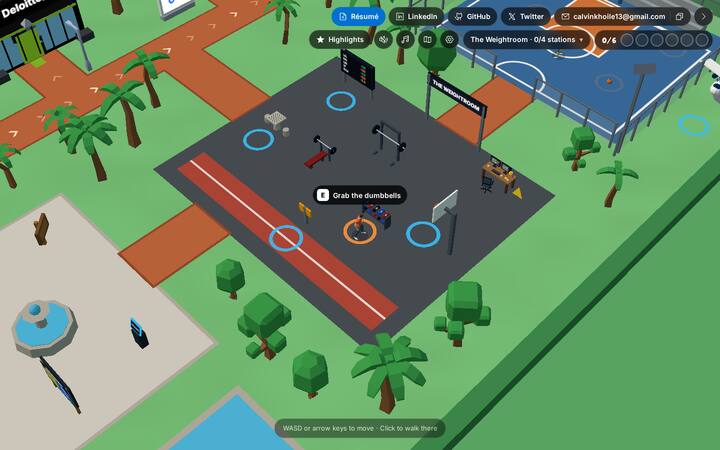 Résumé
LinkedIn
GitHub
Twitter
calvinkhoile13@gmail.com
Highlights
The Weightroom · 0/4 stations
0/6
Deloitte
THE WEIGHTROOM
E Grab the dumbbells
WASD or arrow keys to move · Click to walk there